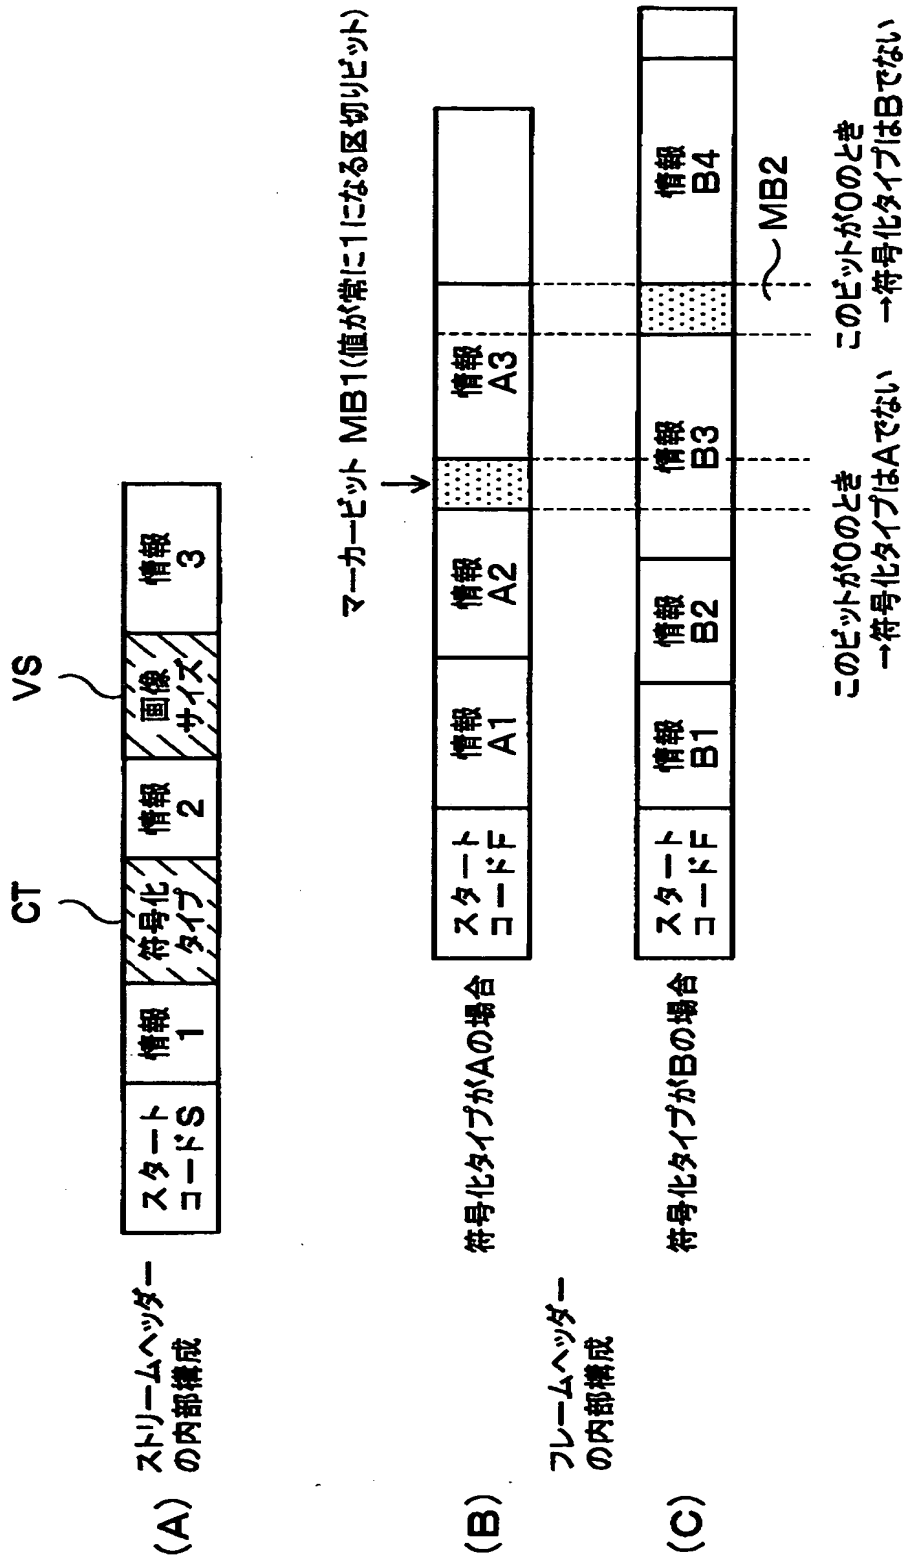 (A)
ストリームヘッダー
の内部構成
CT
VS
スタート
コードS
情報
1
符号化
タイプ
情報
2
画像
サイズ
情報
3
フレームヘッダー
の内部構成
マーカービット MB1(値が常に1になる区切りビット)
(B)
符号化タイプがAの場合
スタート
コードF
情報
A1
情報
A2
情報
A3
(C)
符号化タイプがBの場合
スタート
コードF
情報
B1
情報
B2
情報
B3
情報
B4
MB2
このビットが0のとき
→符号化タイプはAでない
このビットが0のとき
→符号化タイプはBでない